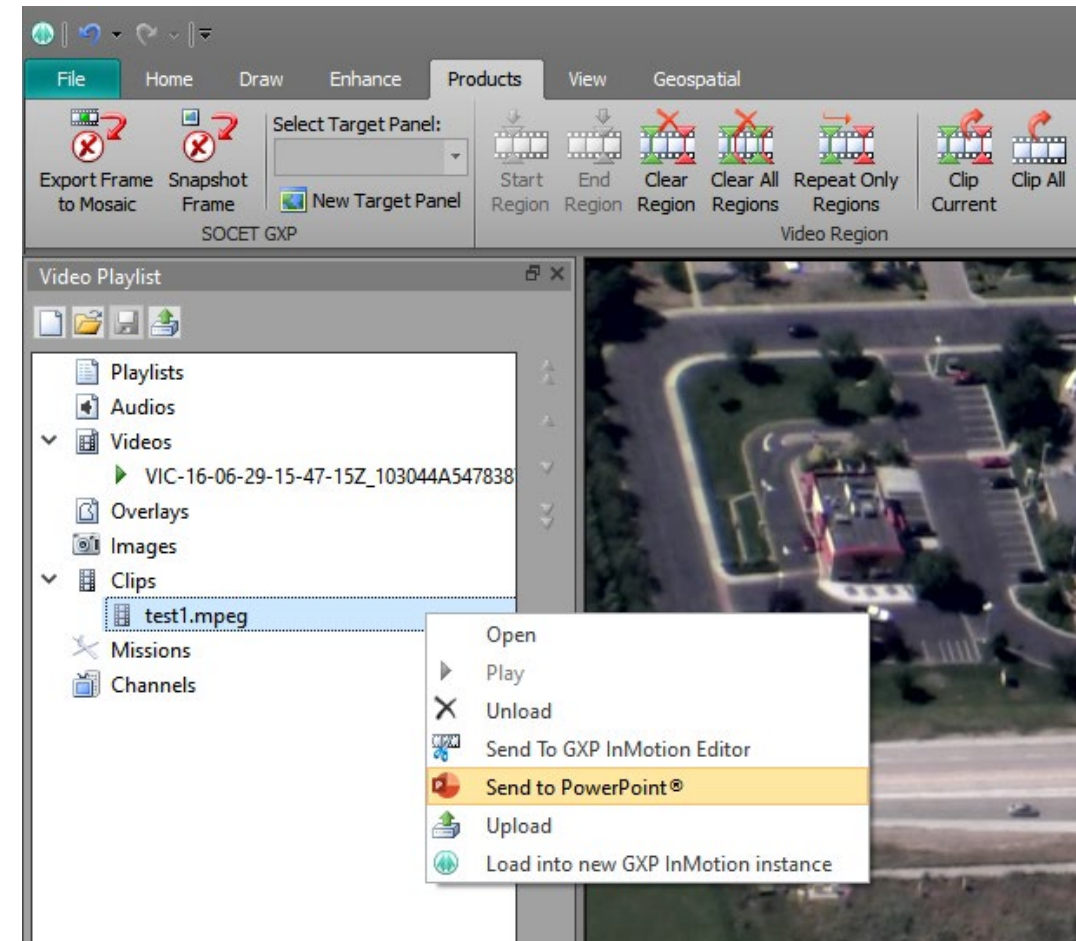 File Home Draw Enhance Products View Geospatial
Select Target Panel:
Export Frame to Mosaic
Snapshot Frame
New Target Panel
Start Region
End Region
Clear Region
Clear All Regions
Repeat Only Regions
Clip Current
Clip All
SOCET GXP
Video Region
Video Playlist
Playlists
Audios
Videos
VIC-16-06-29-15-47-15Z_103044A547838
Overlays
Images
Clips
test1.mpeg
Missions
Channels
Open
Play
Unload
Send To GXP InMotion Editor
Send to PowerPoint®
Upload
Load into new GXP InMotion instance